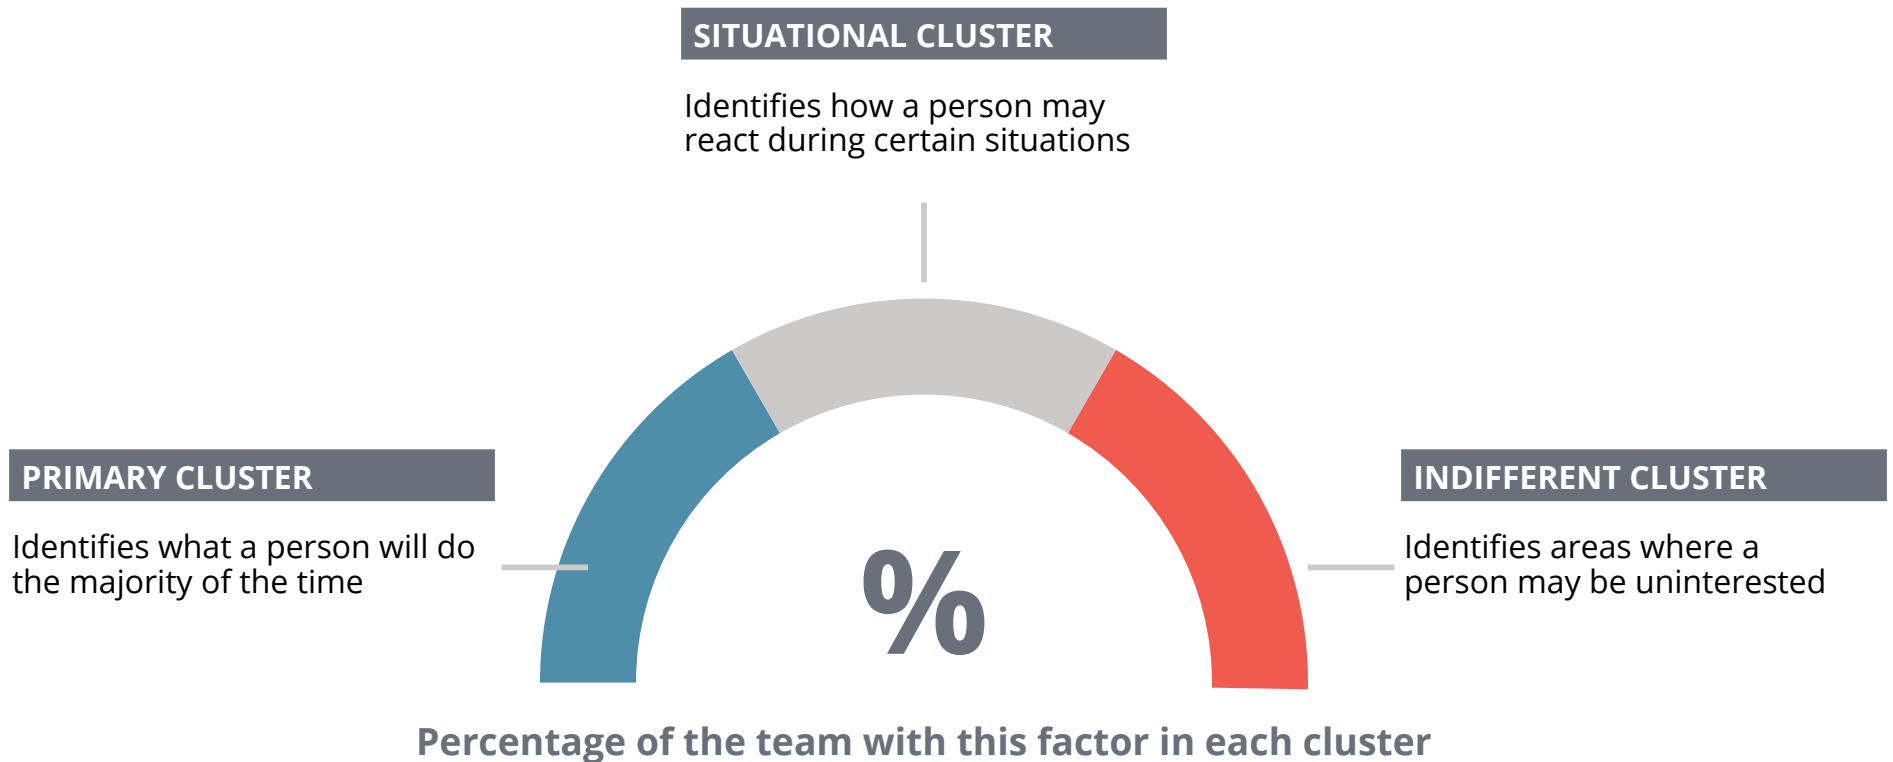 SITUATIONAL CLUSTER
Identifies how a person may
react during certain situations
PRIMARY CLUSTER
Identifies what a person will do
the majority of the time
INDIFFERENT CLUSTER
Identifies areas where a
person may be uninterested
%
Percentage of the team with this factor in each cluster